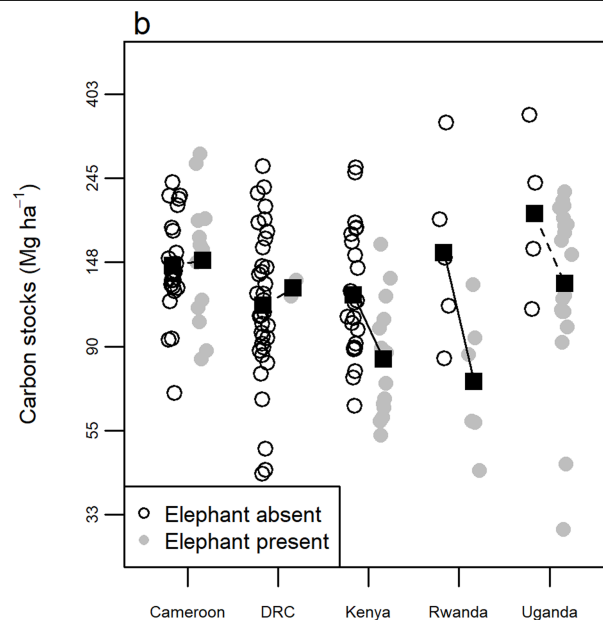 b
Carbon stocks (Mg ha⁻¹)
403
245
148
90
55
33
Elephant absent
Elephant present
Cameroon DRC Kenya Rwanda Uganda